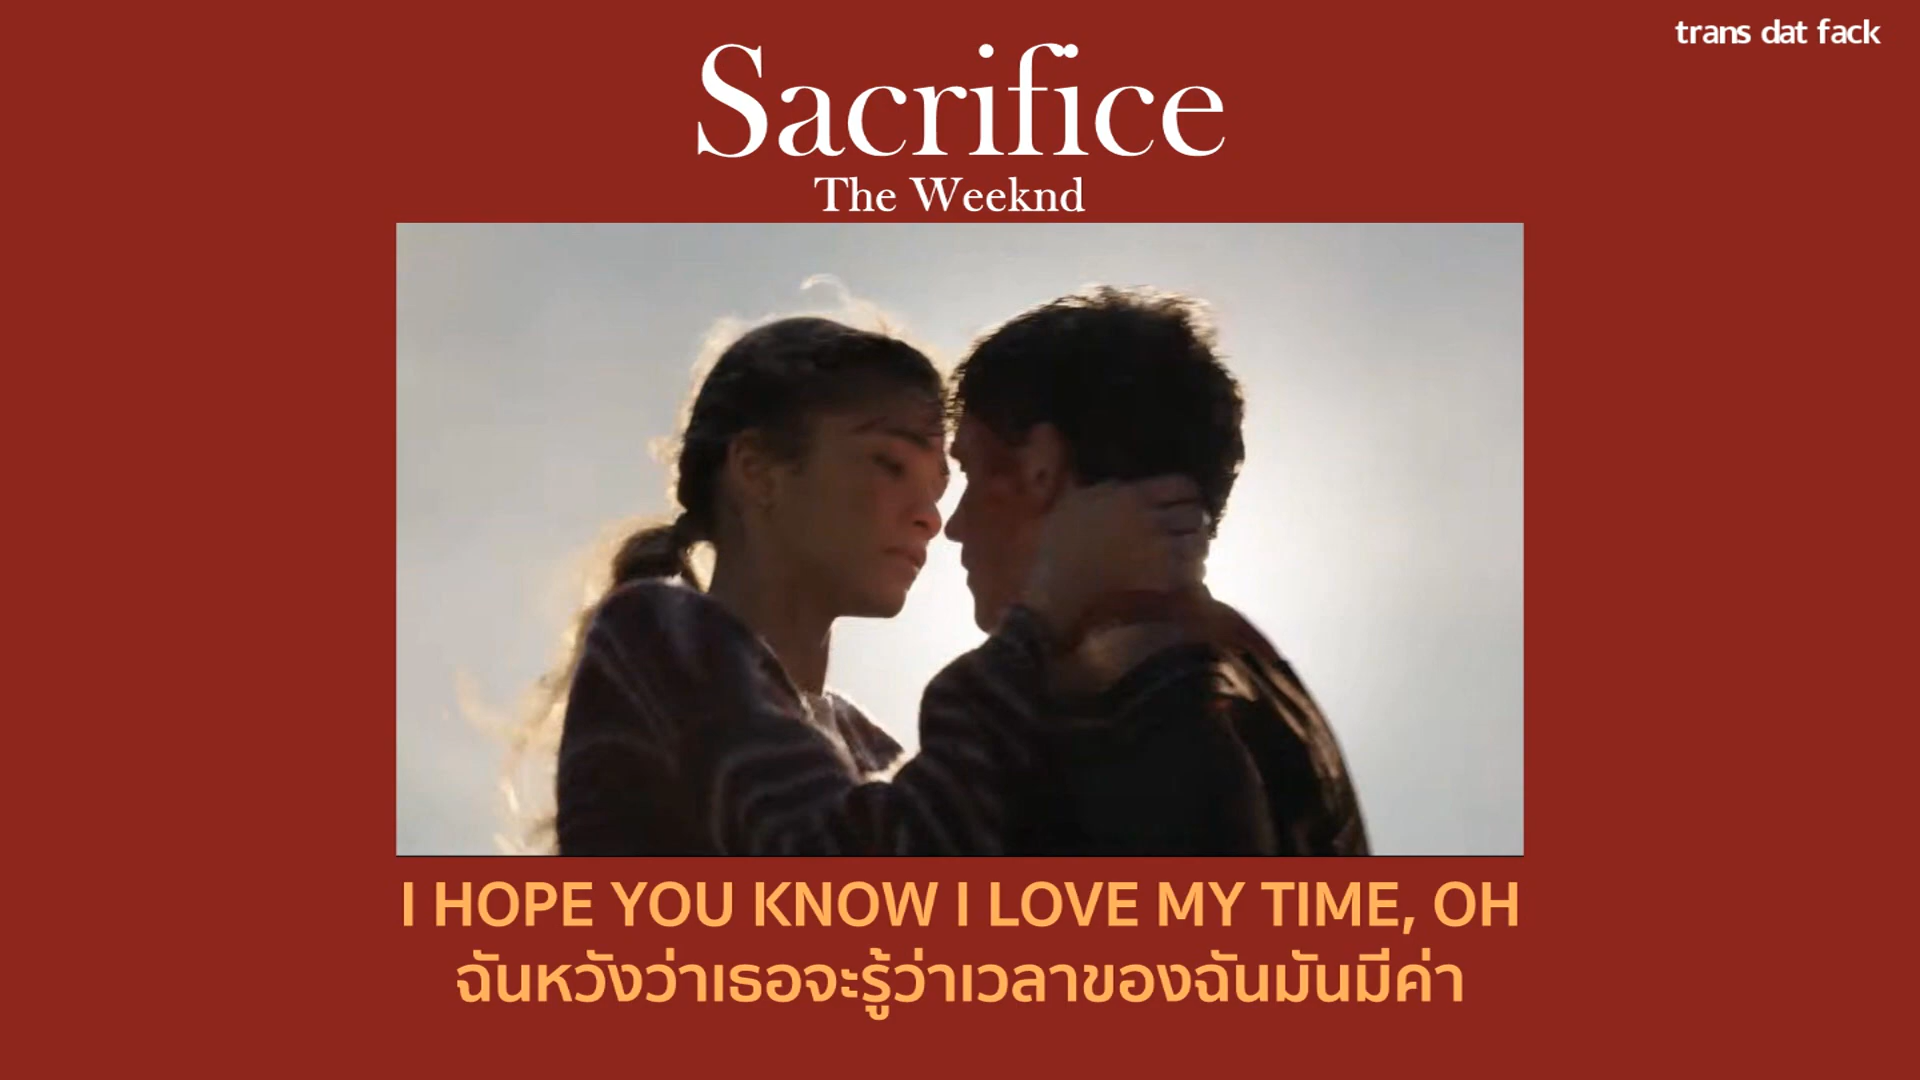 trans dat fack
Sacrifice
The Weeknd
I HOPE YOU KNOW I LOVE MY TIME, OH
ฉันหวังว่าเธอจะรู้ว่าเวลาของฉันมันมีค่า